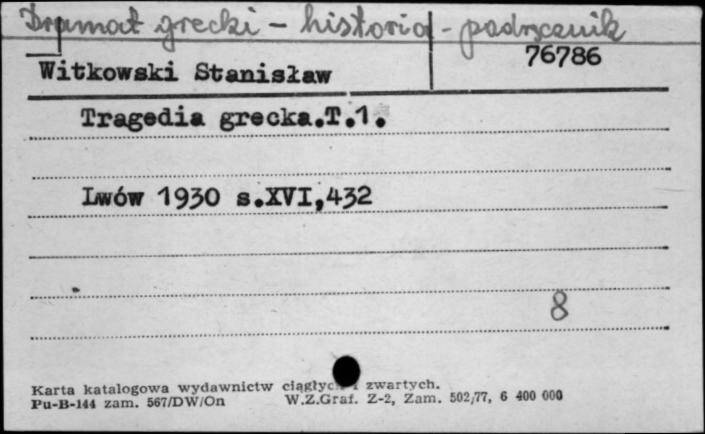 Dramat grecki - historia - podręcznik
76786
Witkowski Stanisław
Tragedia grecka.T.1.
Lwów 1930 s.XVI,432
8
Karta katalogowa wydawnictw ciągłych i zwartych.
Pu-B-144 zam. 567/DW/On W.Z.Graf. Z-2, Zam. 502/77, 6 400 000